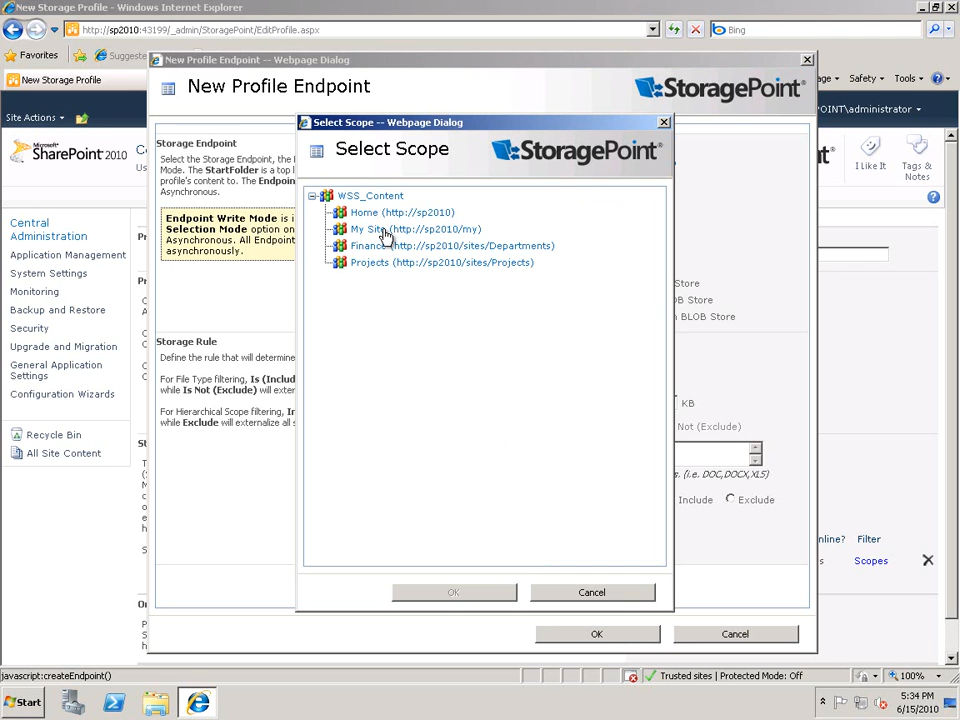 New Storage Profile - Windows Internet Explorer
http://sp2010:43199/_admin/StoragePoint/EditProfile.aspx
Bing
Favorites
Suggeste
New Storage Profile
Safety
Tools
Site Actions
POINT\administrator
Microsoft
SharePoint 2010
I Like It
Tags & Notes
New Profile Endpoint -- Webpage Dialog
New Profile Endpoint
StoragePoint
Storage Endpoint
Select the Storage Endpoint, the
Mode. The StartFolder is a top l
profile's content to. The Endpoin
Asynchronous.
Endpoint Write Mode is i
Selection Mode option on
Asynchronous. All Endpoin
Storage Rule
Define the rule that will determine
For File Type filtering, Is (Includ
while Is Not (Exclude) will exter
For Hierarchical Scope filtering, In
while Exclude will externalize all s
Select Scope -- Webpage Dialog
Select Scope
StoragePoint
WSS_Content
Home (http://sp2010)
My Site (http://sp2010/my)
Finance (http://sp2010/sites/Departments)
Projects (http://sp2010/sites/Projects)
OK
Cancel
Store
OB Store
n BLOB Store
KB
Not (Exclude)
s. (i.e. DOC,DOCX,XLS)
Include
Exclude
OK
Cancel
nline?
Filter
s
Scopes
Central Administration
Application Management
System Settings
Monitoring
Backup and Restore
Security
Upgrade and Migration
General Application Settings
Configuration Wizards
Recycle Bin
All Site Content
javascript:createEndpoint()
Trusted sites | Protected Mode: Off
100%
Start
5:34 PM
6/15/2010